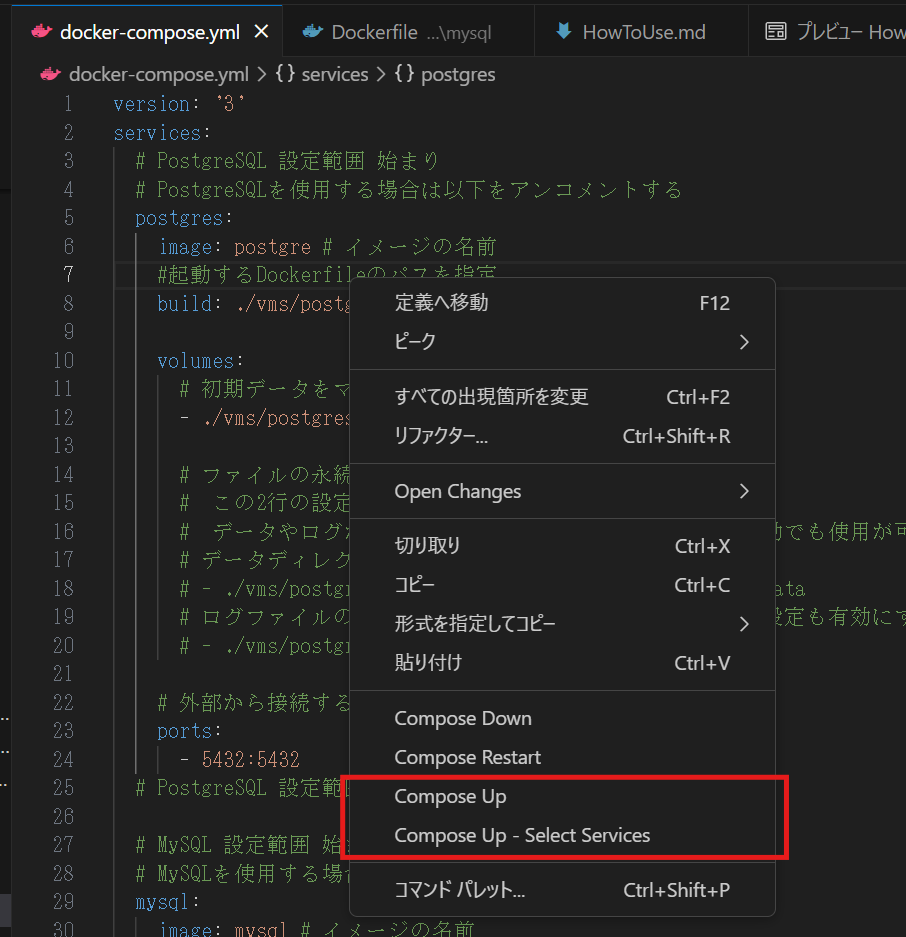 docker-compose.yml × Dockerfile ...\mysql HowToUse.md プレビュー How
docker-compose.yml > {} services > {} postgres
1 version: '3'
2 services:
3 # PostgreSQL 設定範囲 始まり
4 # PostgreSQLを使用する場合は以下をアンコメントする
5 postgres:
6 image: postgre # イメージの名前
7 #起動するDockerfileのパスを指定
8 build: ./vms/postg
9
10 volumes:
11 # 初期データをマ
12 - ./vms/postgres
13
14 # ファイルの永続
15 # この2行の設定
16 # データやログが 動でも使用が可
17 # データディレク
18 # - ./vms/postgr ata
19 # ログファイルの 設定も有効にす
20 # - ./vms/postgr
21
22 # 外部から接続する
23 ports:
24 - 5432:5432
25 # PostgreSQL 設定範
26
27 # MySQL 設定範囲 始
28 # MySQLを使用する場合
29 mysql:
30 image: mysql # イメージの名前
定義へ移動 F12
ピーク
すべての出現箇所を変更 Ctrl+F2
リファクター... Ctrl+Shift+R
Open Changes
切り取り Ctrl+X
コピー Ctrl+C
形式を指定してコピー
貼り付け Ctrl+V
Compose Down
Compose Restart
Compose Up
Compose Up - Select Services
コマンド パレット... Ctrl+Shift+P